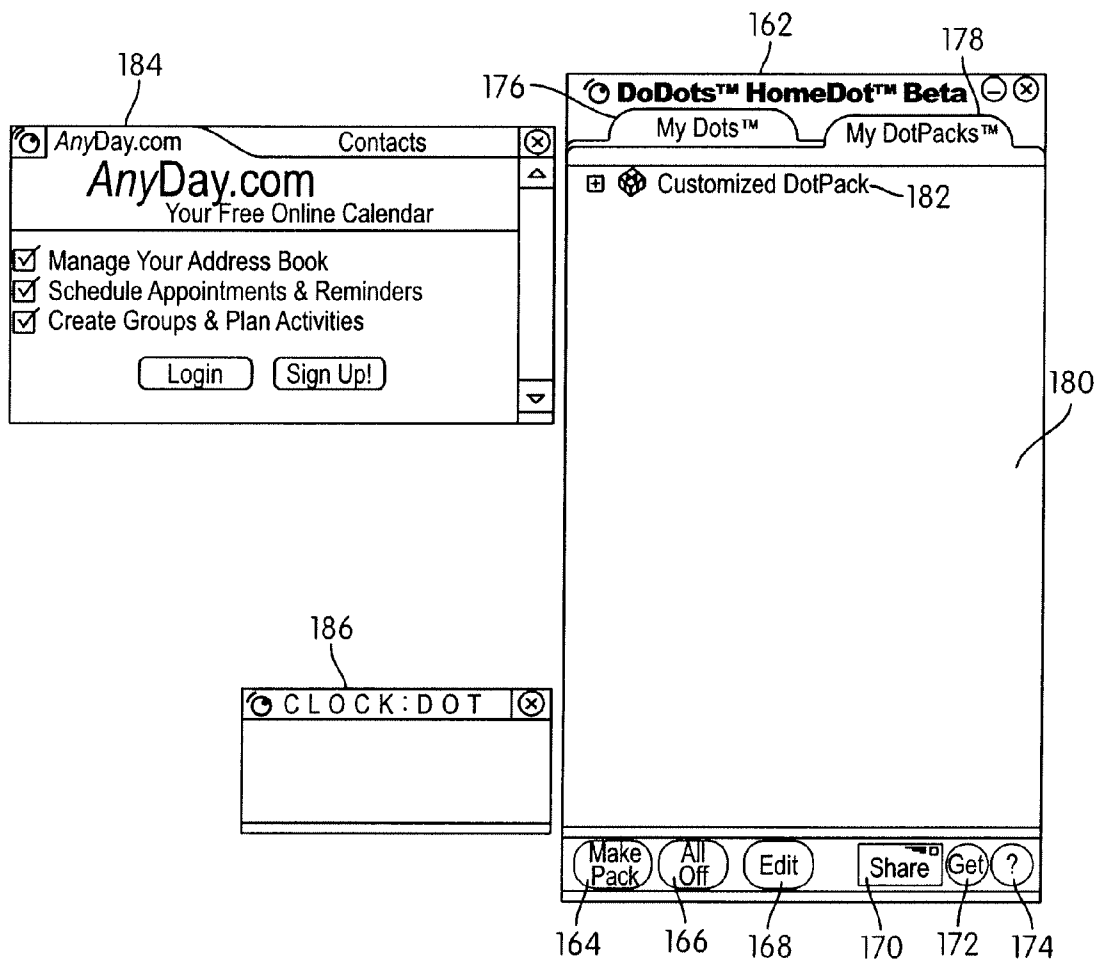 162
178
184
176
DoDots™ HomeDot™ Beta
My Dots™
My DotPacks™
AnyDay.com
Contacts
AnyDay.com
Your Free Online Calendar
Customized DotPack
182
Manage Your Address Book
Schedule Appointments & Reminders
Create Groups & Plan Activities
Login
Sign Up!
180
186
CLOCK:DOT
Make
Pack
All
Off
Edit
Share
Get
?
164
166
168
170
172
174